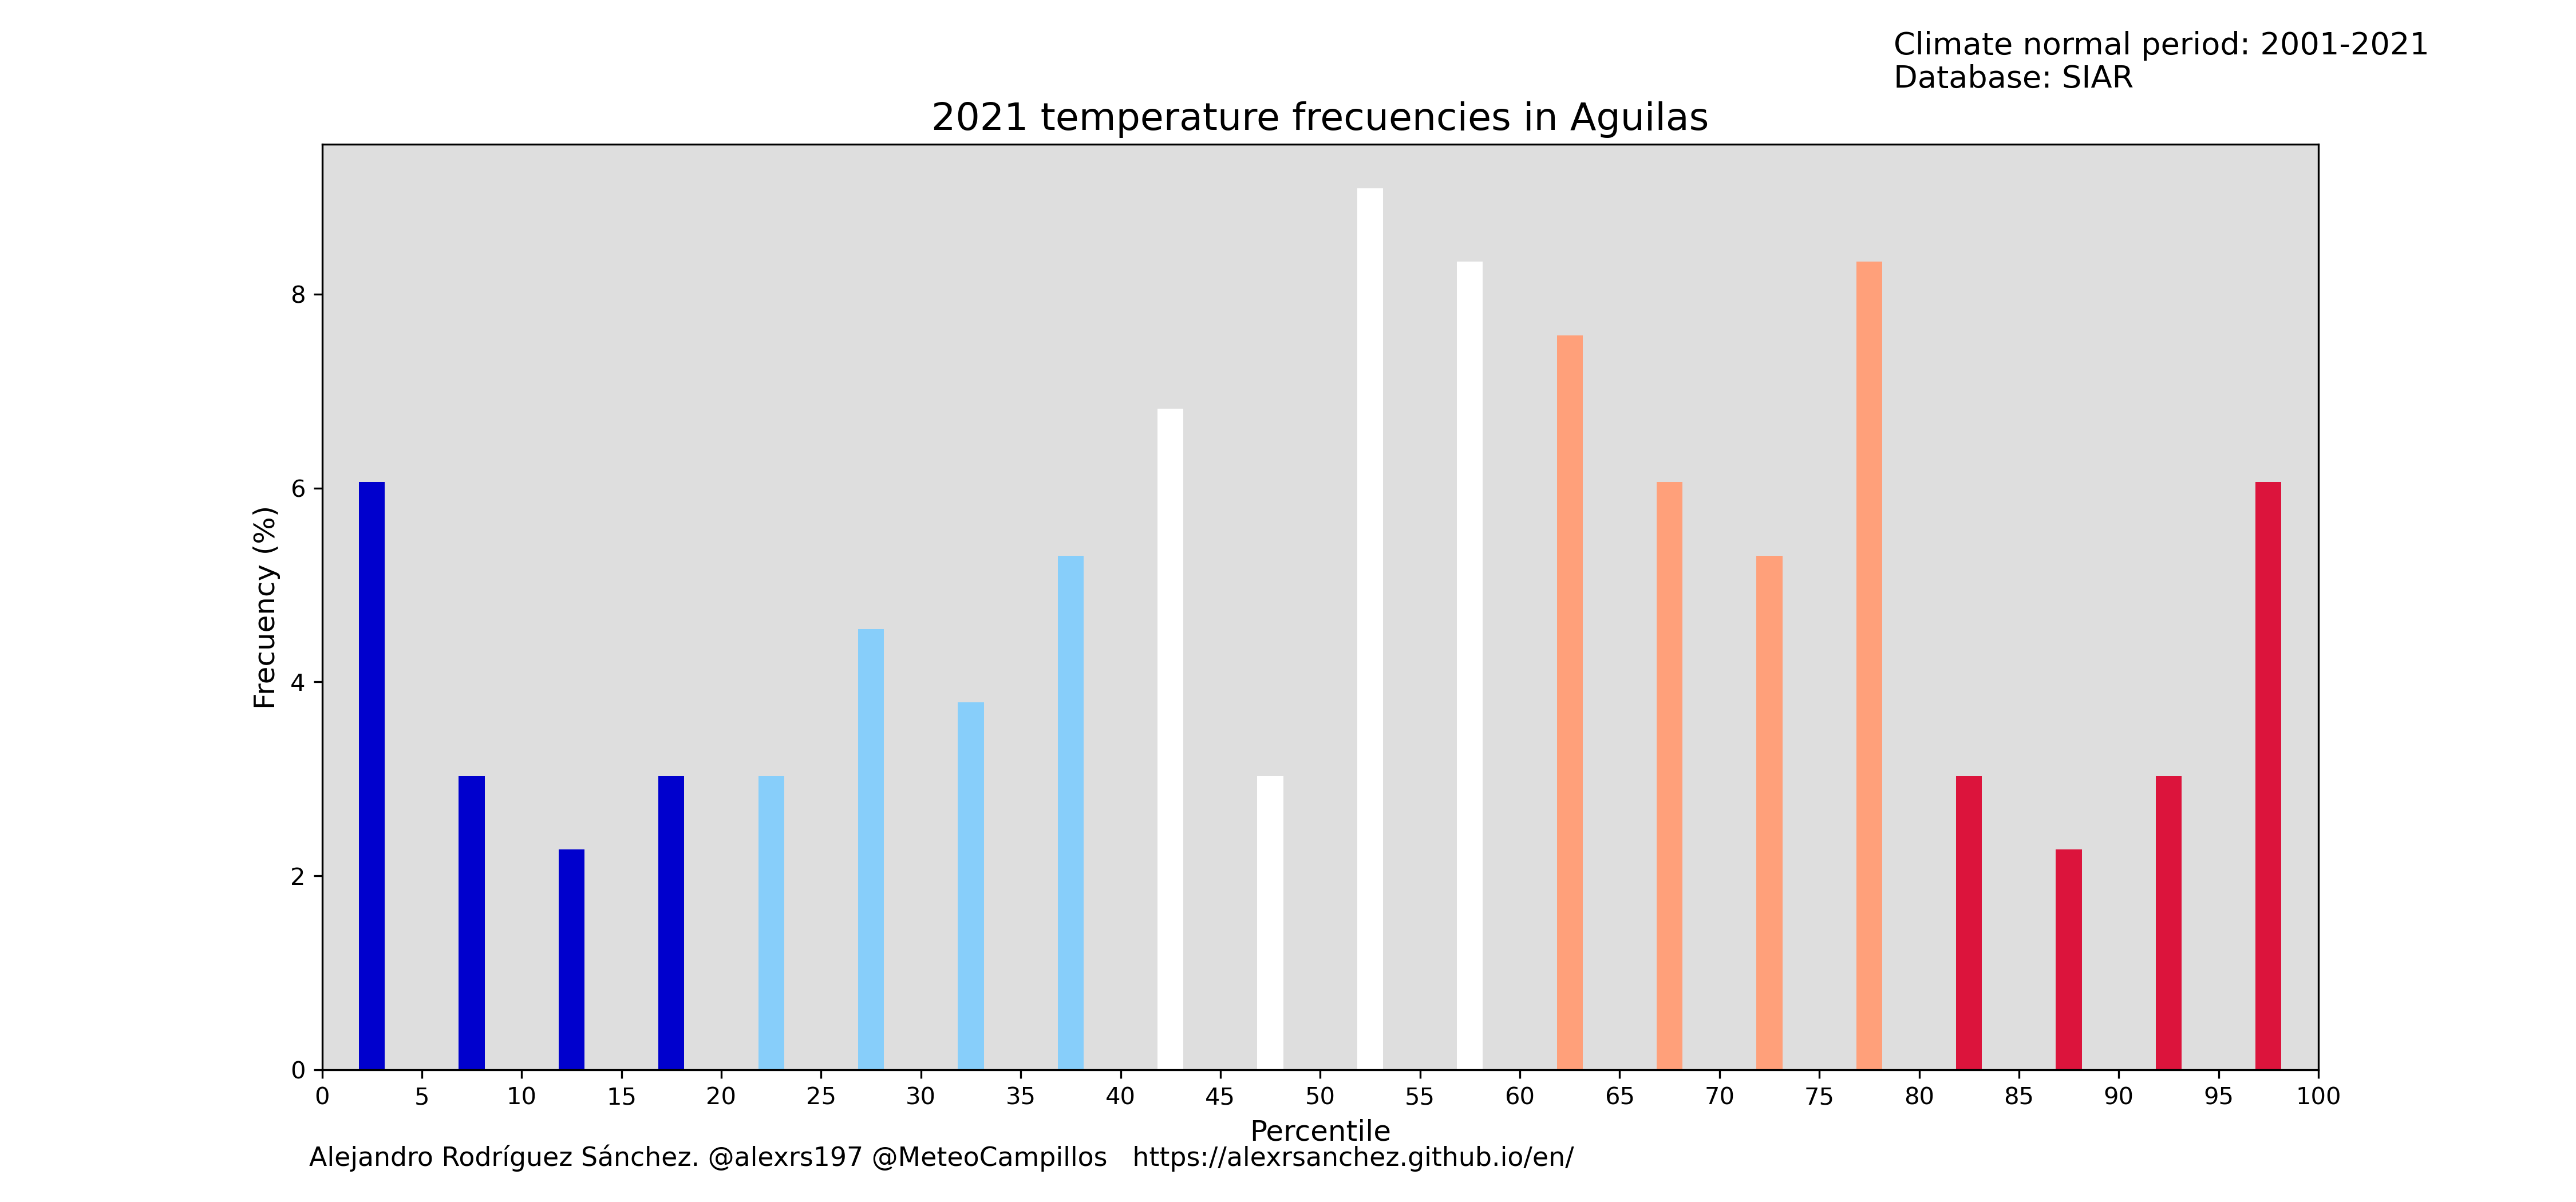 Climate normal period: 2001-2021
Database: SIAR
2021 temperature frecuencies in Aguilas
Frecuency (%)
8
6
4
2
0
0 5 10 15 20 25 30 35 40 45 50 55 60 65 70 75 80 85 90 95 100
Percentile
Alejandro Rodríguez Sánchez. @alexrs197 @MeteoCampillos https://alexrsanchez.github.io/en/